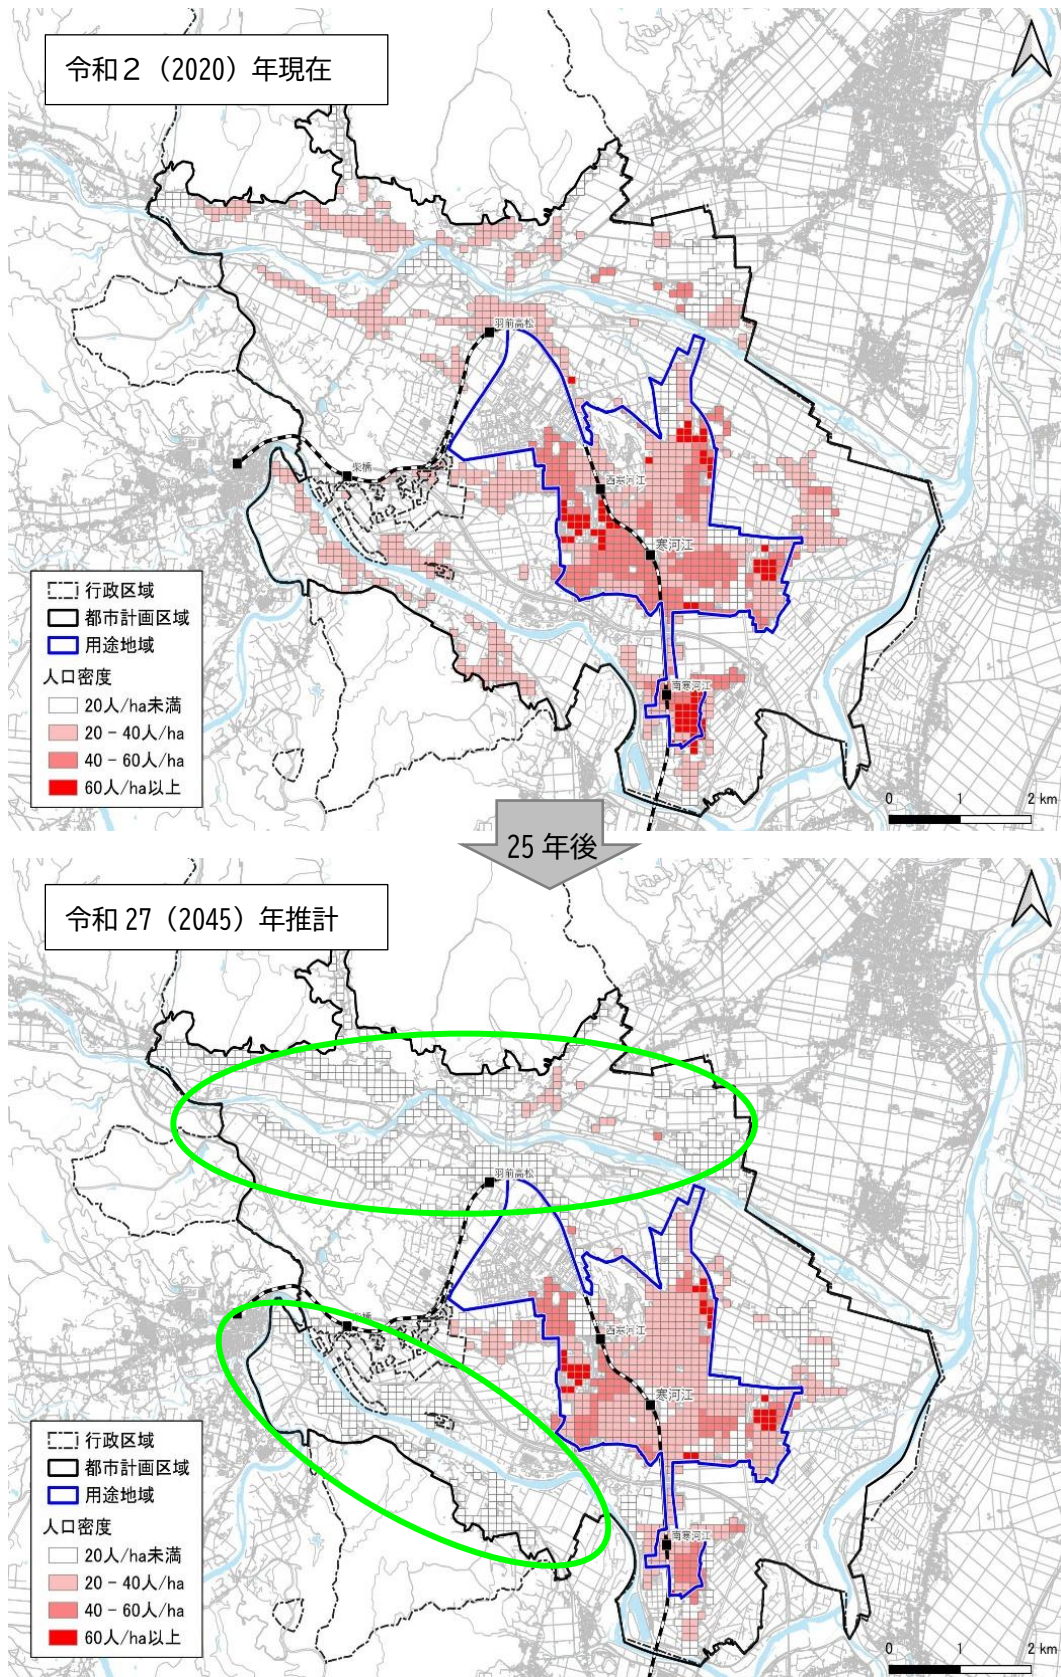 令和２（2020）年現在
羽前高松
柴橋
西寒河江
寒河江
南寒河江
行政区域
都市計画区域
用途地域
人口密度
20人/ha未満
20 − 40人/ha
40 − 60人/ha
60人/ha以上
0 1 2 km
25 年後
令和 27（2045）年推計
羽前高松
西寒河江
寒河江
南寒河江
行政区域
都市計画区域
用途地域
人口密度
20人/ha未満
20 − 40人/ha
40 − 60人/ha
60人/ha以上
0 1 2 km